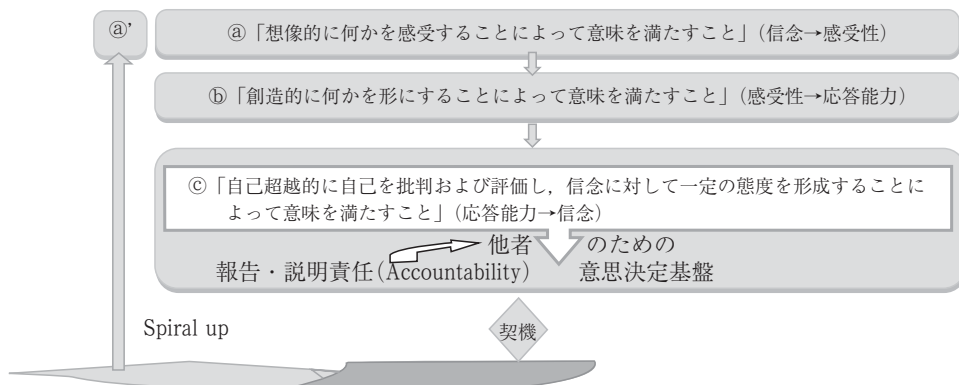 ⓐ’
ⓐ「想像的に何かを感受することによって意味を満たすこと」(信念→感受性)
ⓑ「創造的に何かを形にすることによって意味を満たすこと」(感受性→応答能力)
ⓒ「自己超越的に自己を批判および評価し，信念に対して一定の態度を形成することに
よって意味を満たすこと」(応答能力→信念)
他者 のための
報告・説明責任(Accountability) 意思決定基盤
Spiral up
契機